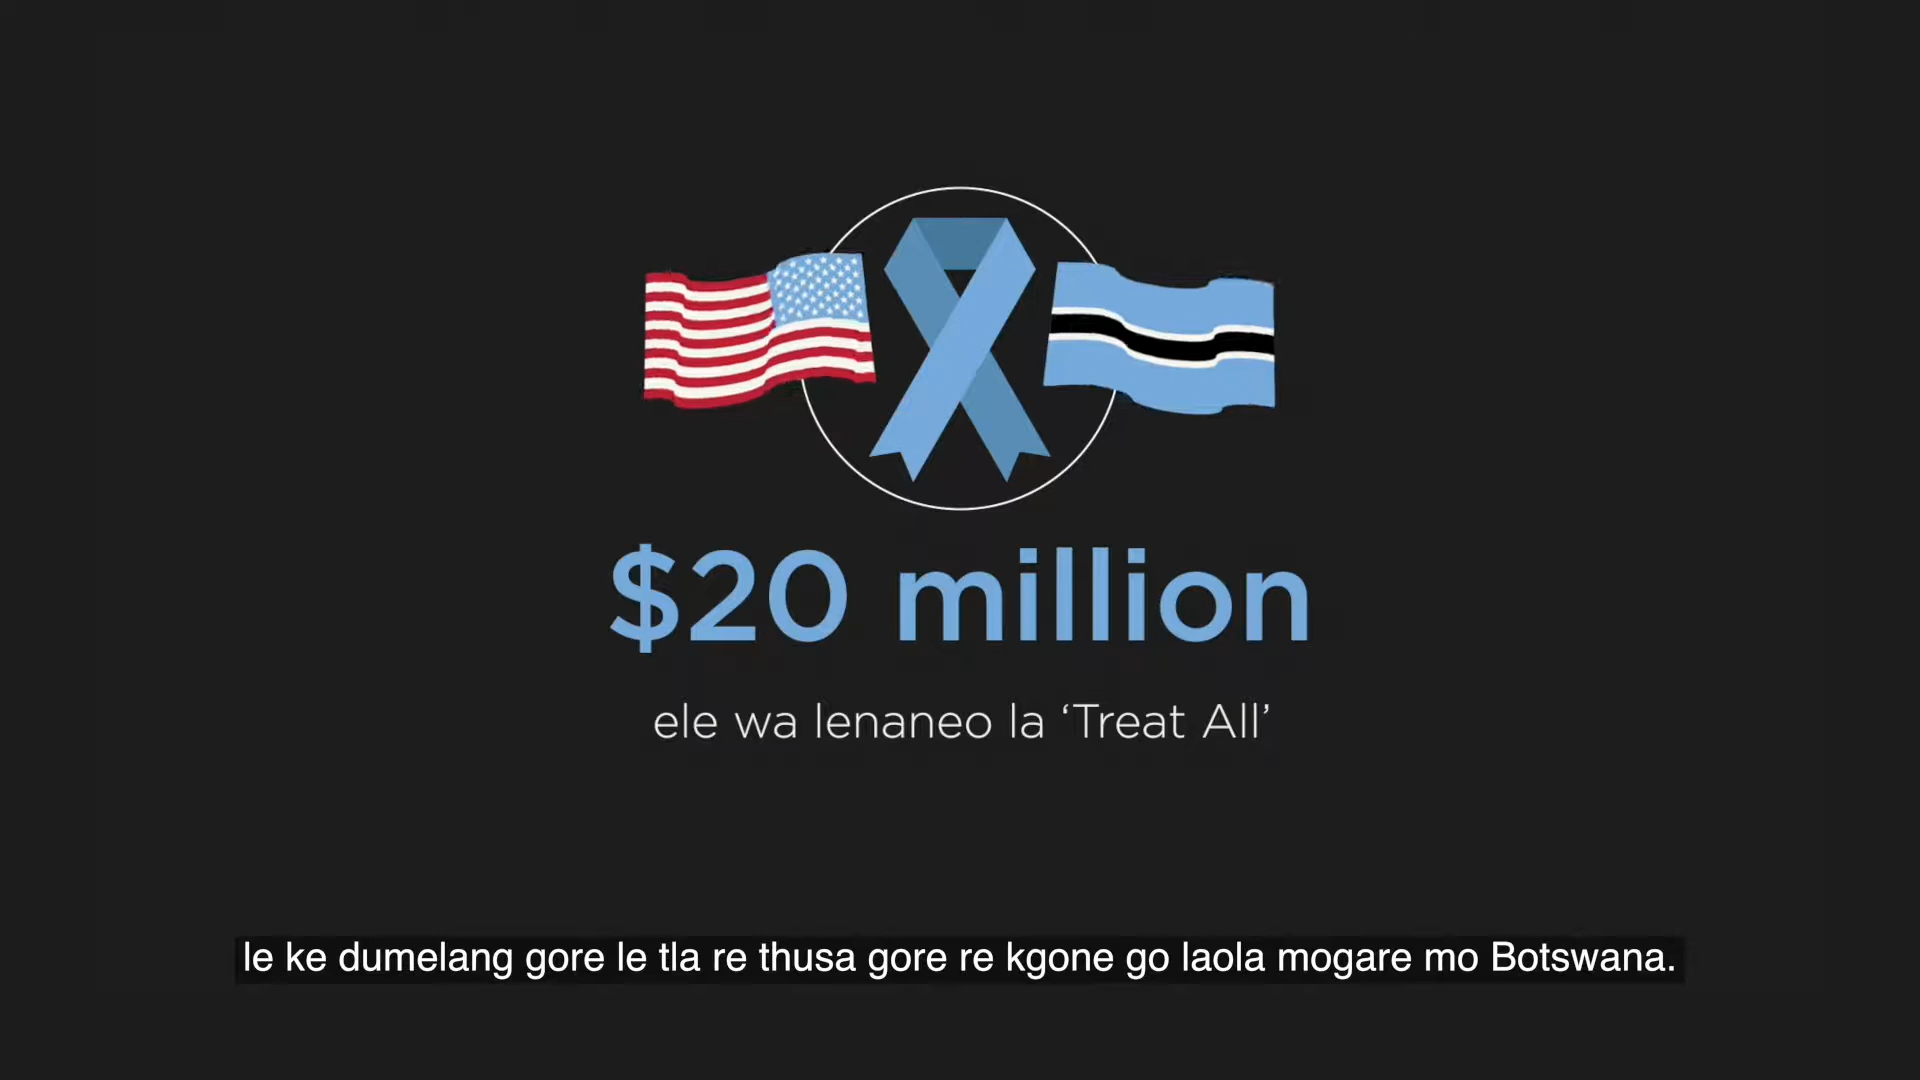 $20 million
ele wa lenaneo la ‘Treat All’
le ke dumelang gore le tla re thusa gore re kgone go laola mogare mo Botswana.